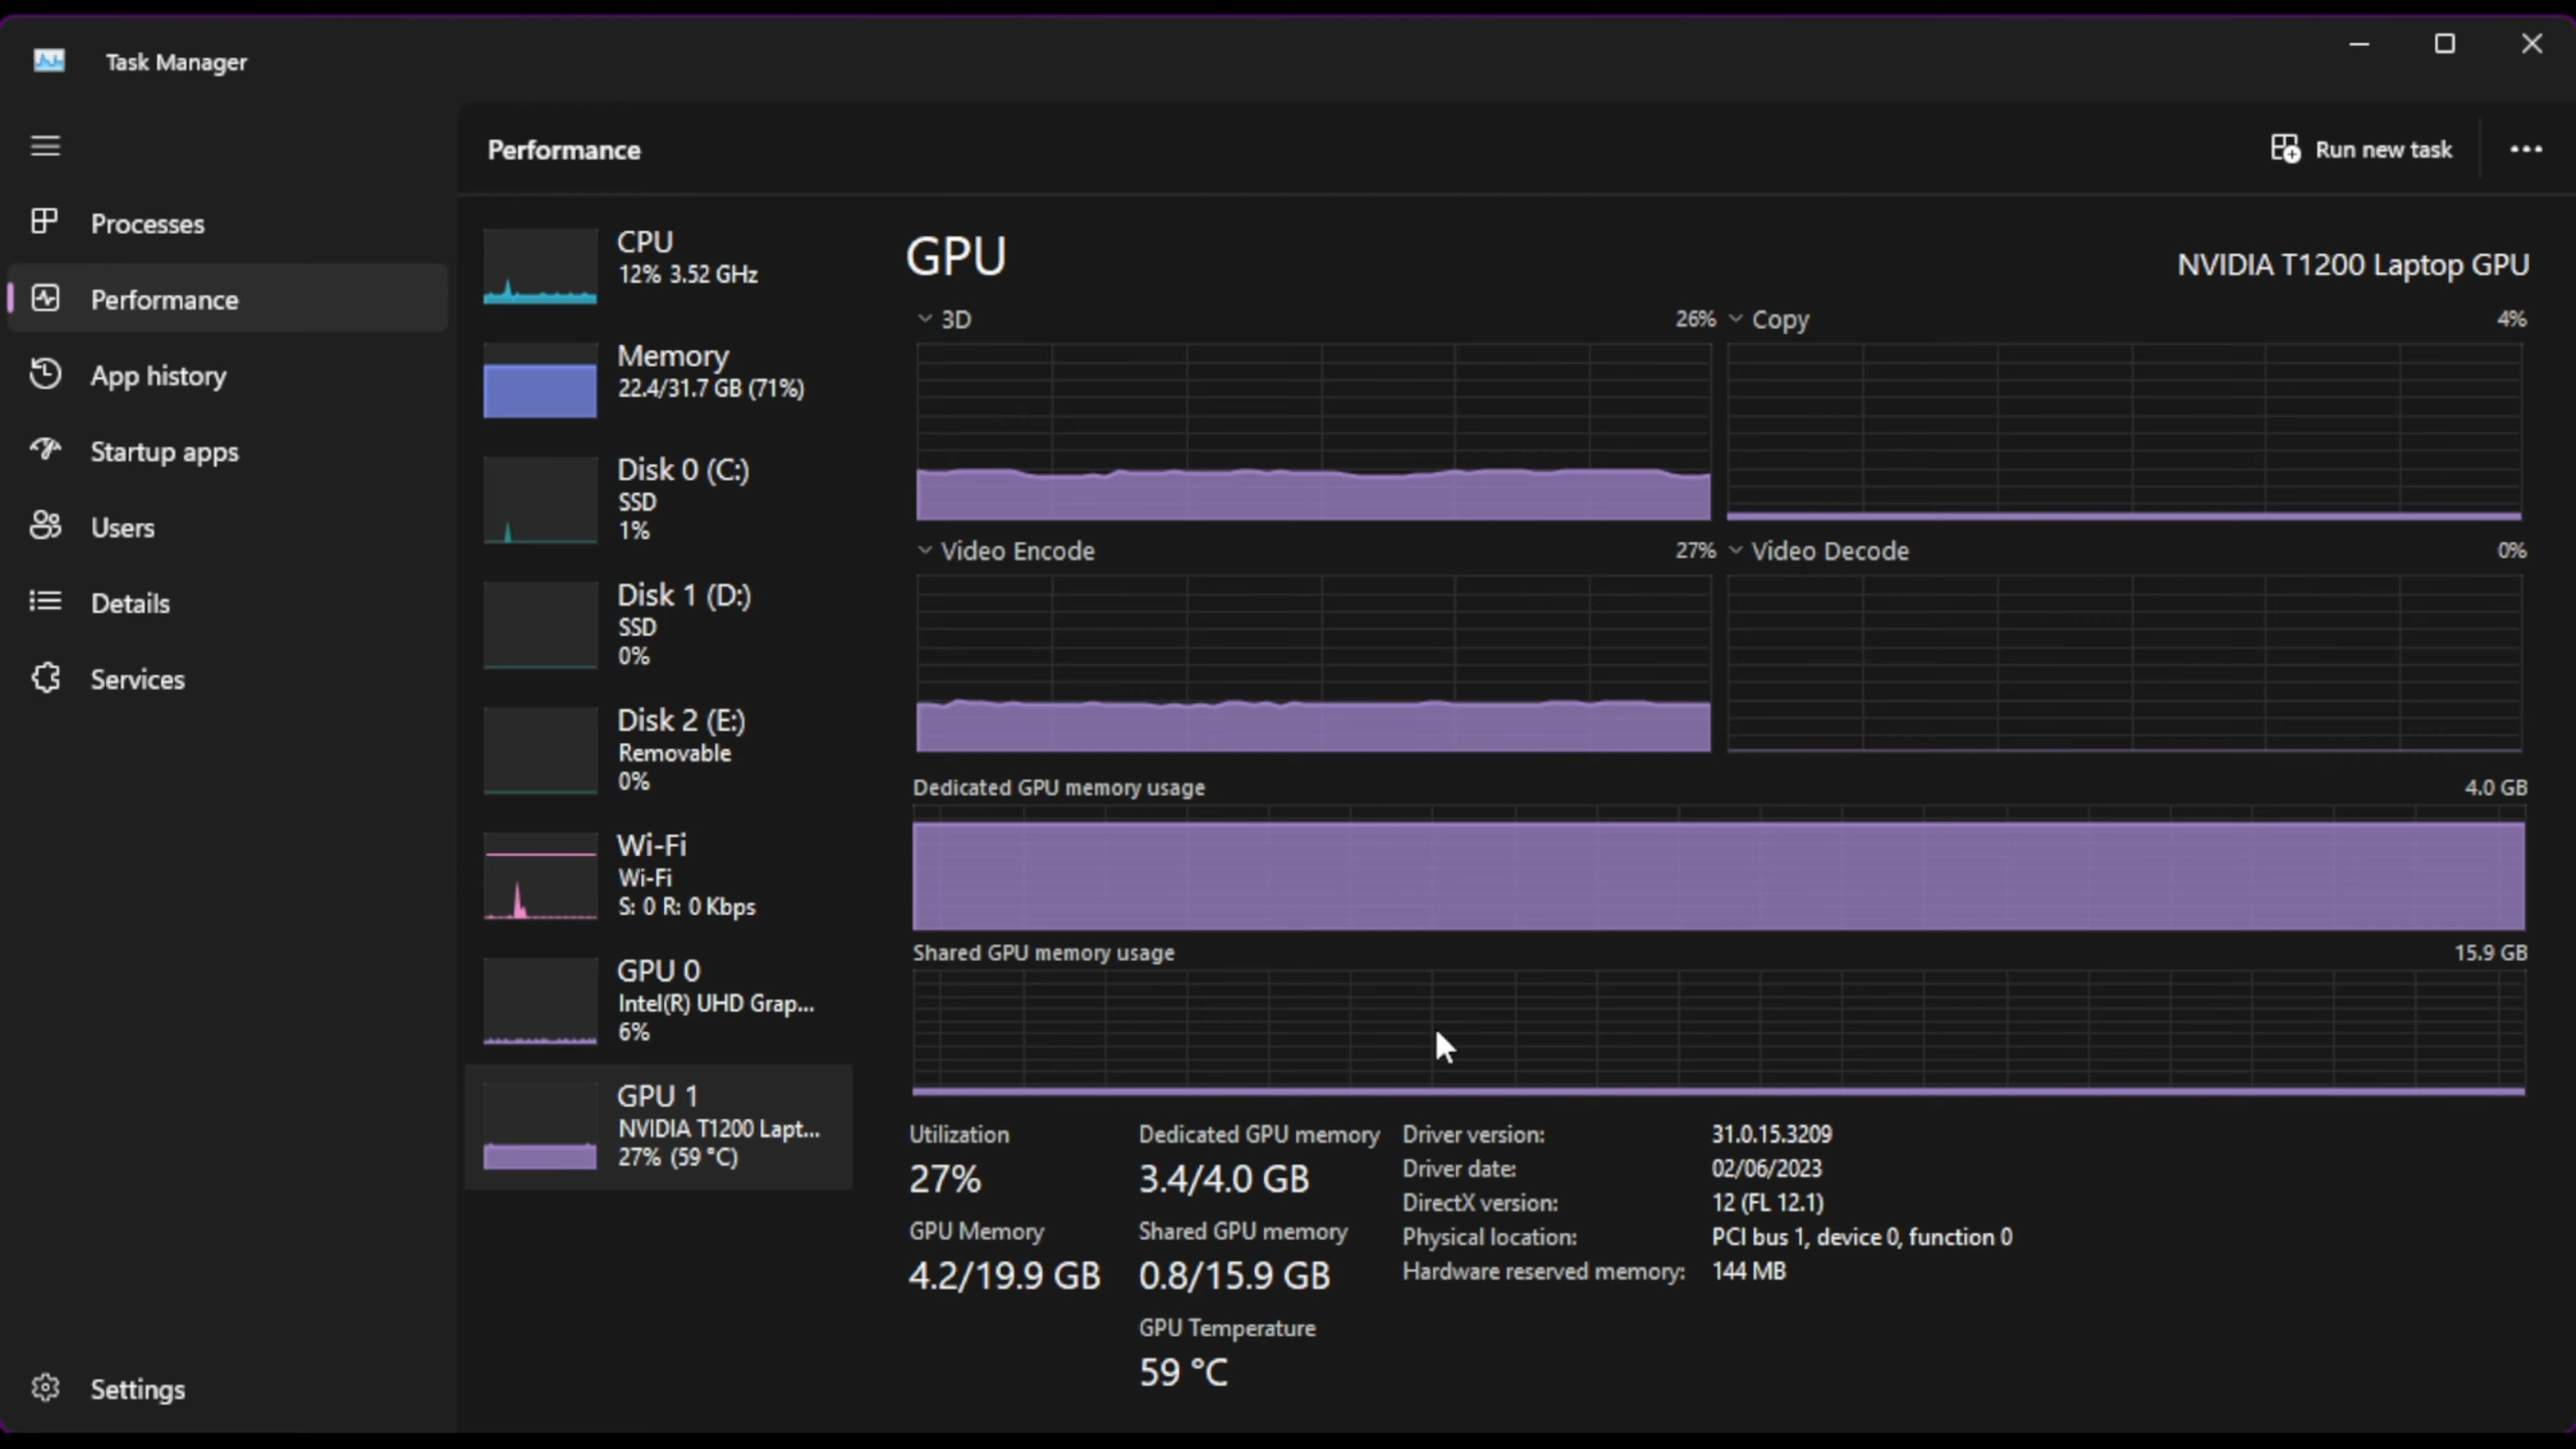 Task Manager
Performance
Run new task
Processes
Performance
App history
Startup apps
Users
Details
Services
Settings
CPU
12% 3.52 GHz
Memory
22.4/31.7 GB (71%)
Disk 0 (C:)
SSD
1%
Disk 1 (D:)
SSD
0%
Disk 2 (E:)
Removable
0%
Wi-Fi
Wi-Fi
S: 0 R: 0 Kbps
GPU 0
Intel(R) UHD Grap...
6%
GPU 1
NVIDIA T1200 Lapt...
27% (59 °C)
GPU
NVIDIA T1200 Laptop GPU
3D 26%
Copy 4%
Video Encode 27%
Video Decode 0%
Dedicated GPU memory usage 4.0 GB
Shared GPU memory usage 15.9 GB
Utilization
27%
Dedicated GPU memory
3.4/4.0 GB
GPU Memory
4.2/19.9 GB
Shared GPU memory
0.8/15.9 GB
GPU Temperature
59 °C
Driver version: 31.0.15.3209
Driver date: 02/06/2023
DirectX version: 12 (FL 12.1)
Physical location: PCI bus 1, device 0, function 0
Hardware reserved memory: 144 MB